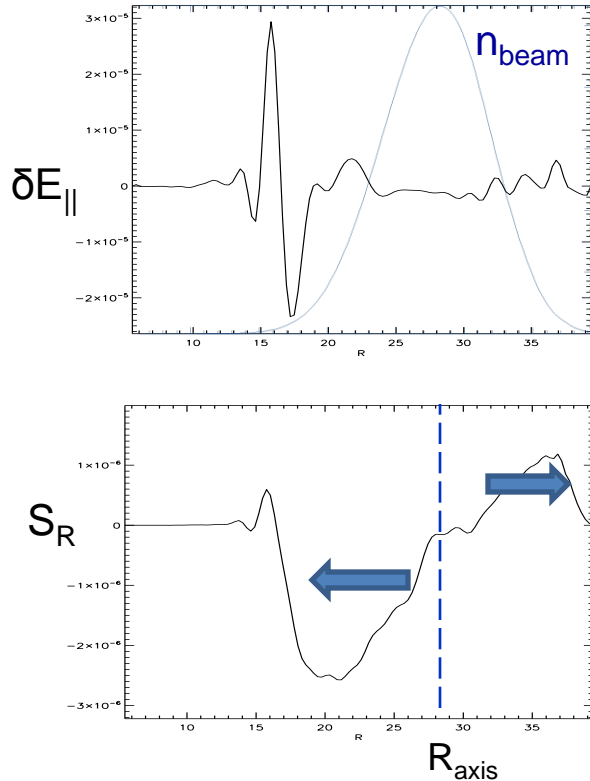 n_beam
δE_||
3×10⁻⁵
2×10⁻⁵
1×10⁻⁵
0
−1×10⁻⁵
−2×10⁻⁵
10 15 20 25 30 35
R
S_R
1×10⁻⁶
0
−1×10⁻⁶
−2×10⁻⁶
−3×10⁻⁶
10 15 20 25 30 35
R
R_axis